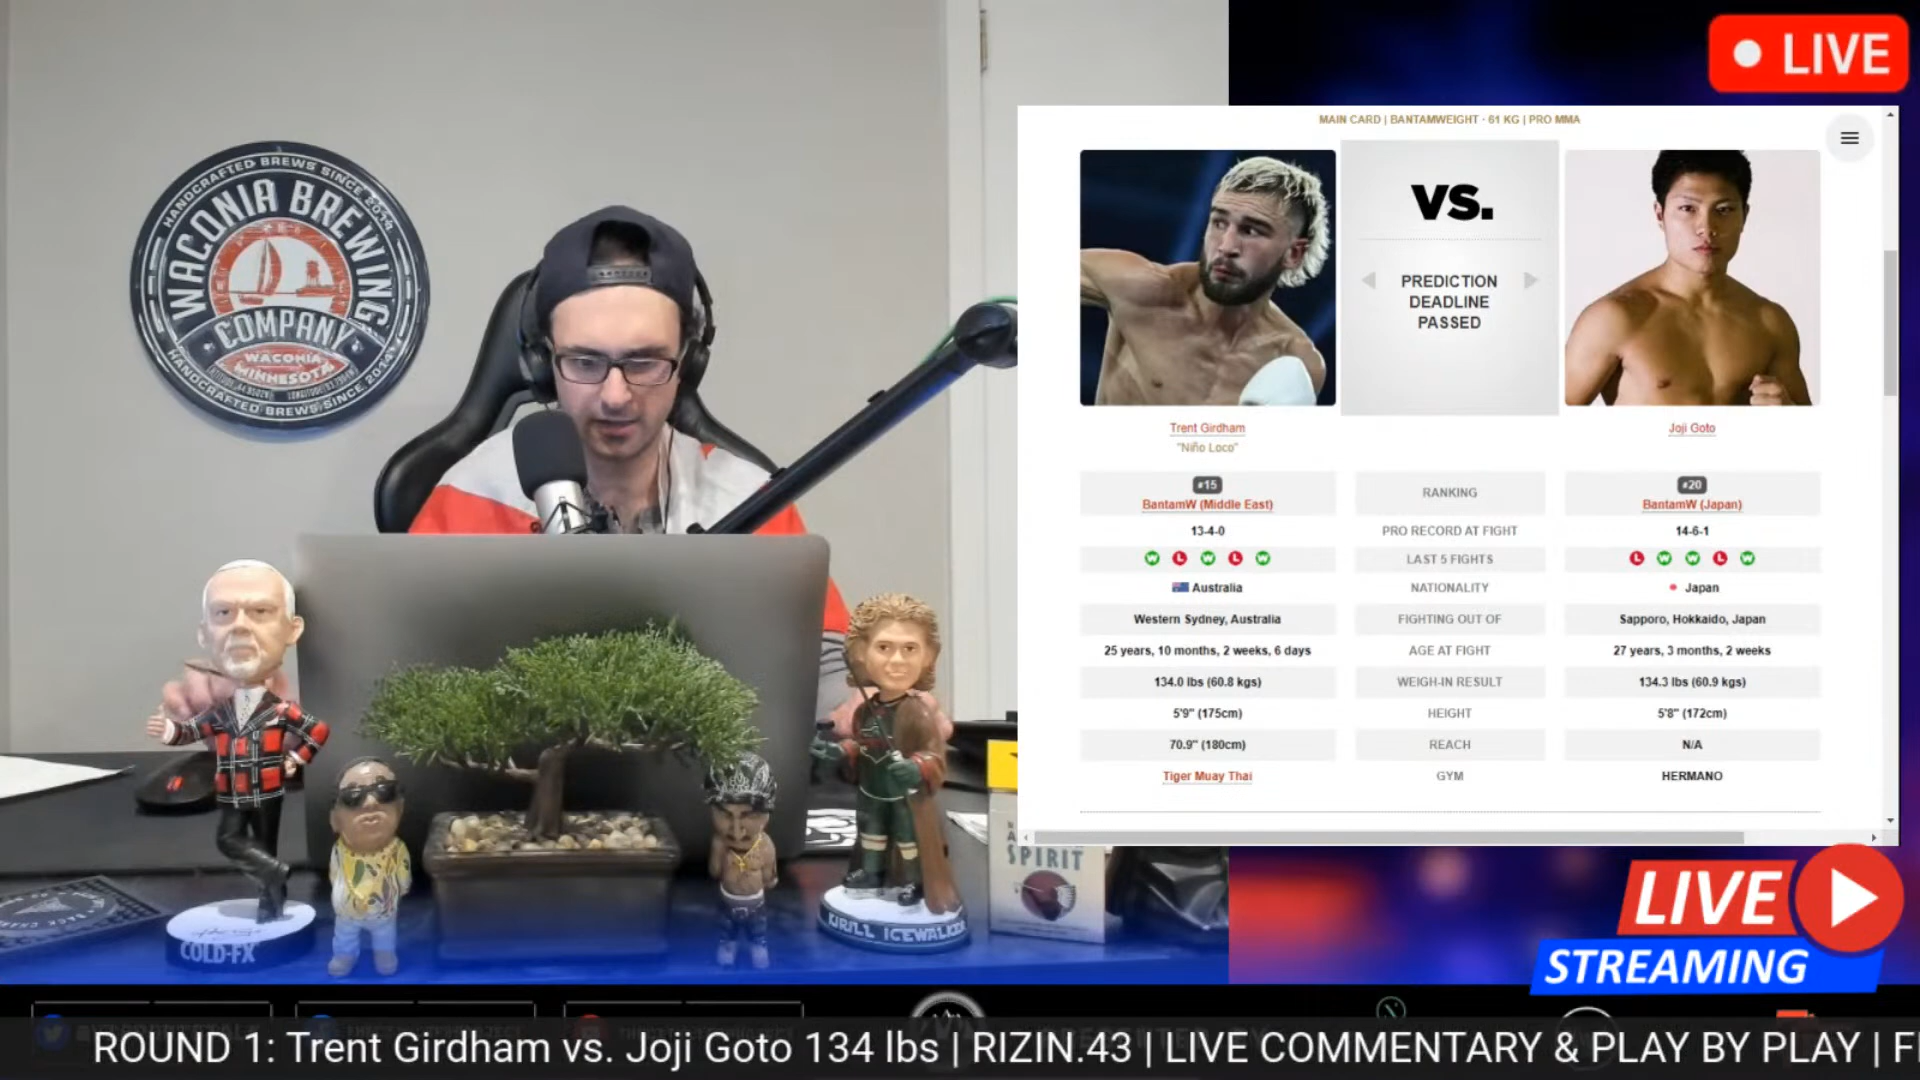 LIVE
MAIN CARD | BANTAMWEIGHT · 61 KG | PRO MMA
VS.
PREDICTION
DEADLINE
PASSED
Trent Girdham
"Niño Loco"
Joji Goto
#15
BantamW (Middle East)
RANKING
#20
BantamW (Japan)
13-4-0
PRO RECORD AT FIGHT
14-6-1
W L W L W
LAST 5 FIGHTS
L W W L W
Australia
NATIONALITY
Japan
Western Sydney, Australia
FIGHTING OUT OF
Sapporo, Hokkaido, Japan
25 years, 10 months, 2 weeks, 6 days
AGE AT FIGHT
27 years, 3 months, 2 weeks
134.0 lbs (60.8 kgs)
WEIGH-IN RESULT
134.3 lbs (60.9 kgs)
5'9" (175cm)
HEIGHT
5'8" (172cm)
70.9" (180cm)
REACH
N/A
Tiger Muay Thai
GYM
HERMANO
HANDCRAFTED BREWS SINCE 2014
WACONIA BREWING
COMPANY
WACONIA
MINNESOTA
HANDCRAFTED BREWS SINCE 2014
SPIRIT
COLD-FX
KIRILL ICEWALKER
LIVE
STREAMING
ROUND 1: Trent Girdham vs. Joji Goto 134 lbs | RIZIN.43 | LIVE COMMENTARY & PLAY BY PLAY |